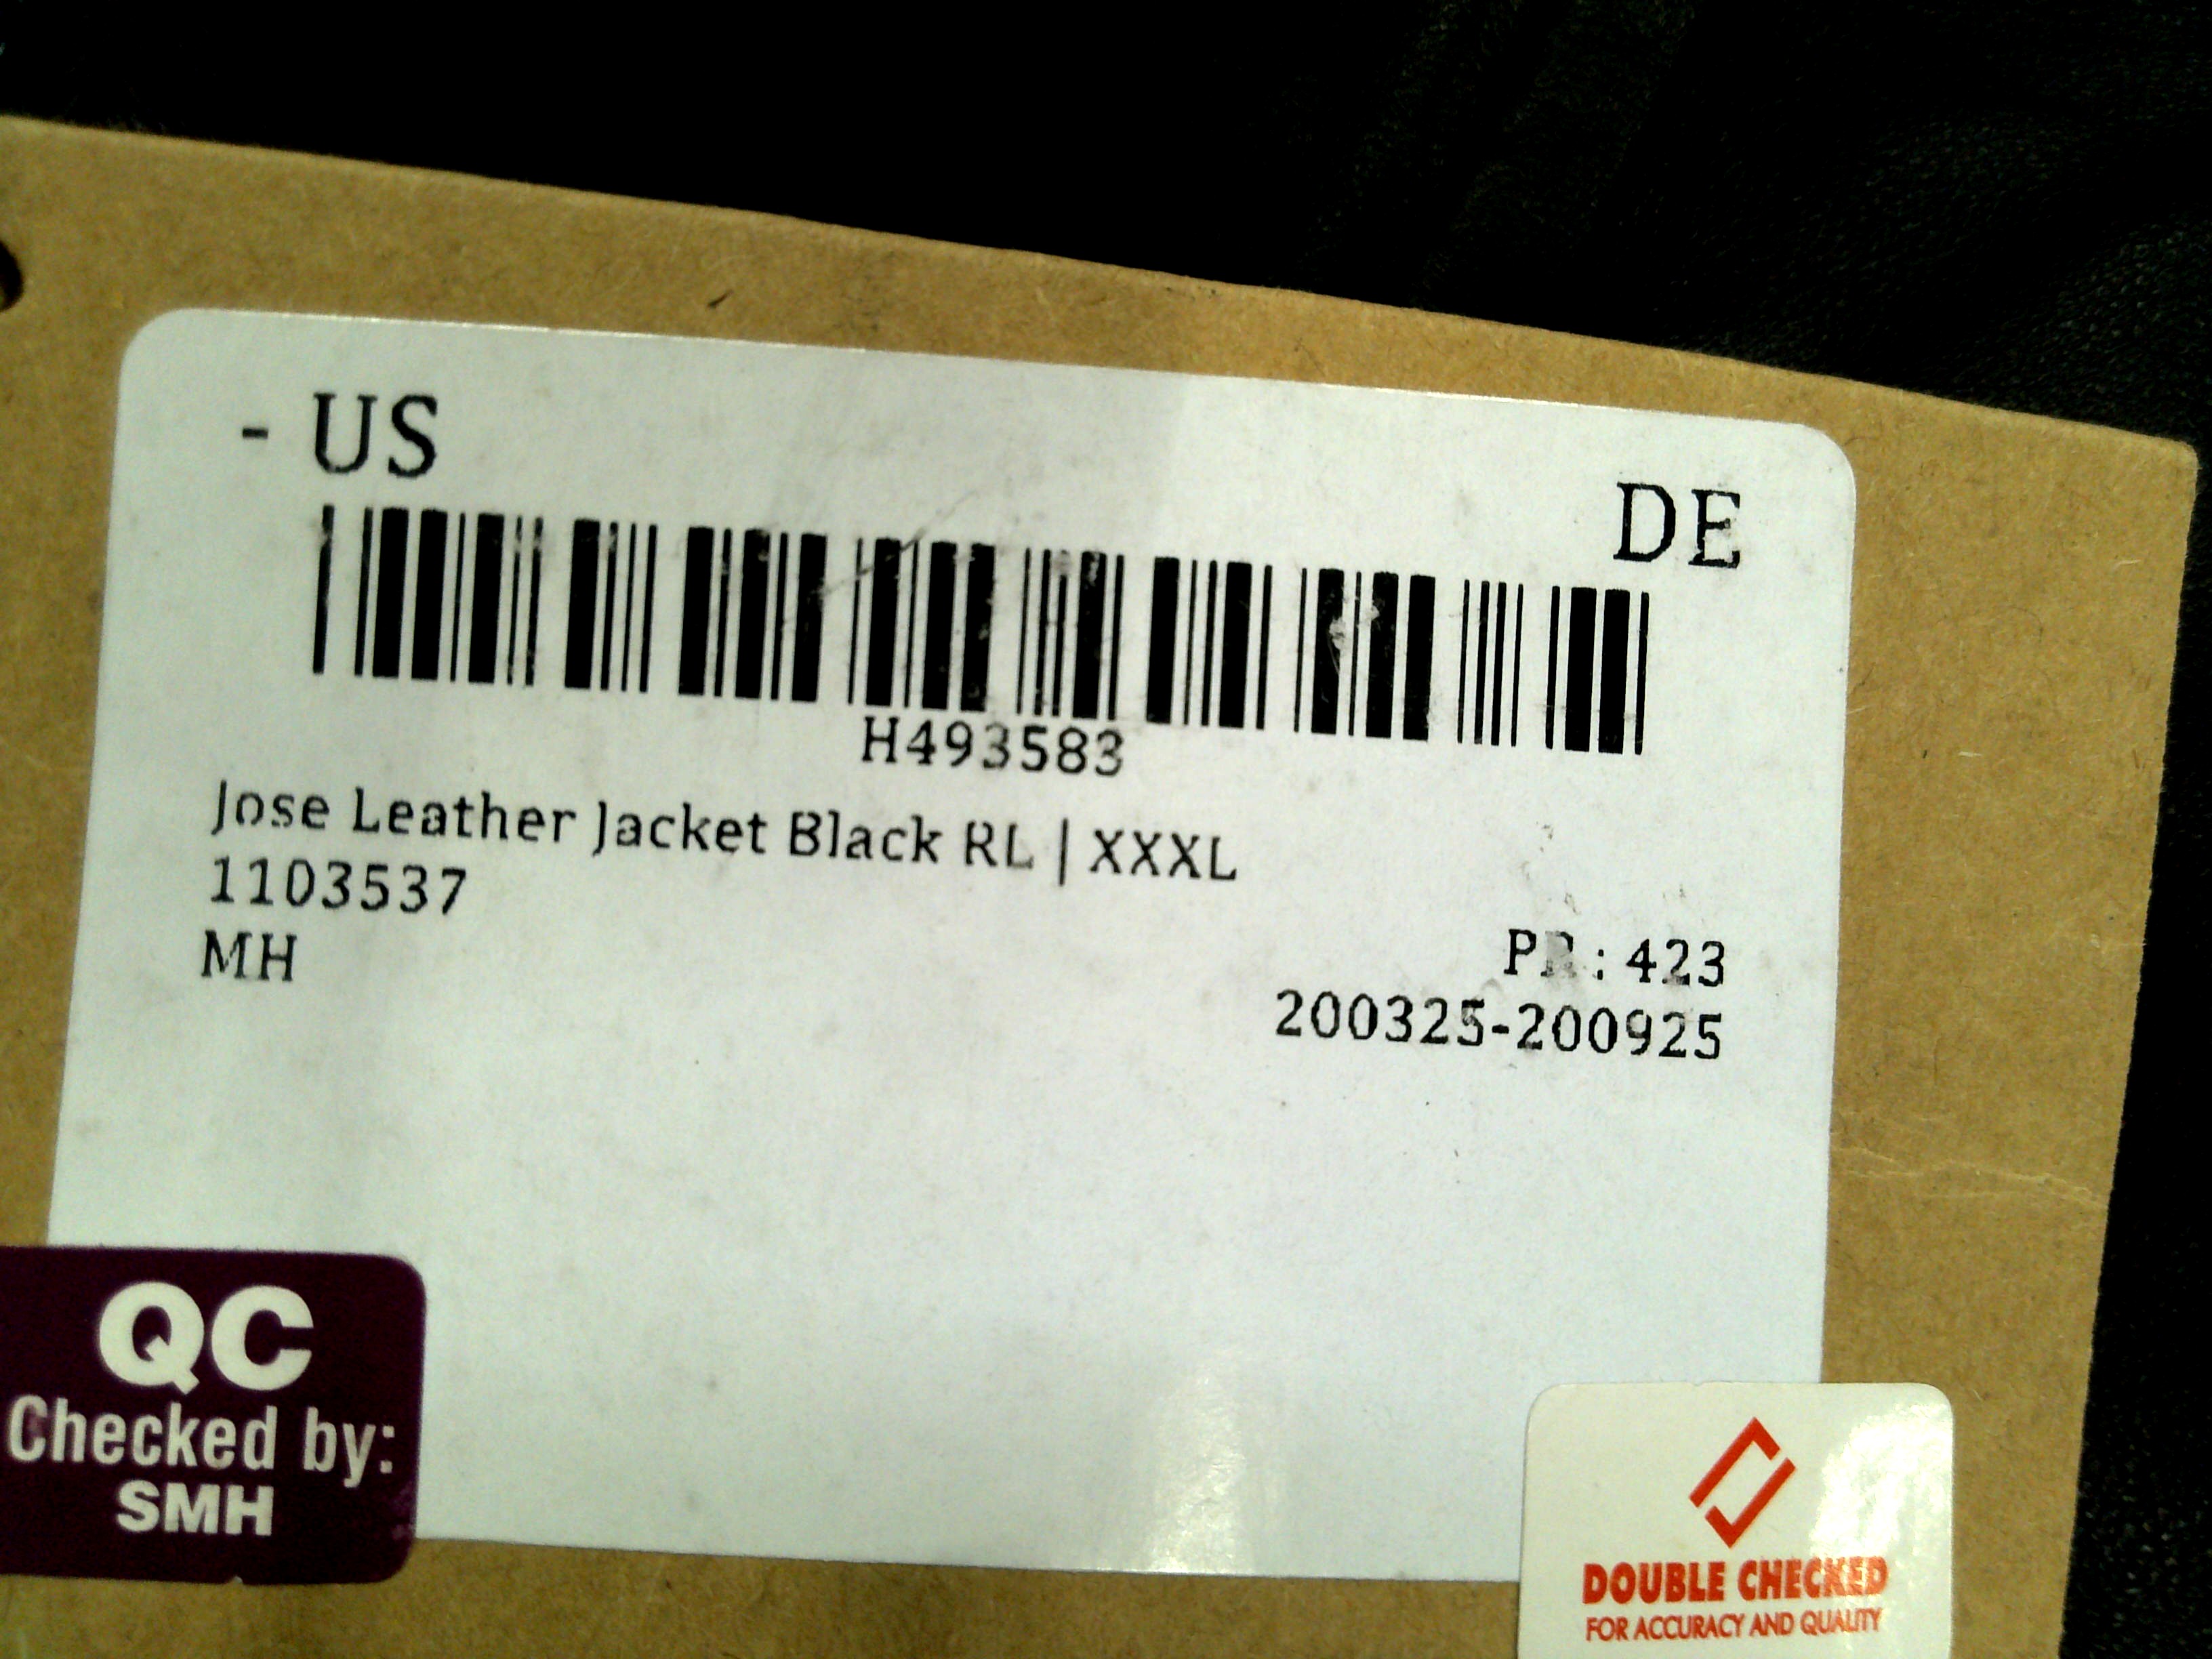 - US
DE
H493583
Jose Leather Jacket Black RL | XXXL
1103537
MH
PR: 423
200325-200925
QC
Checked by:
SMH
DOUBLE CHECKED
FOR ACCURACY AND QUALITY